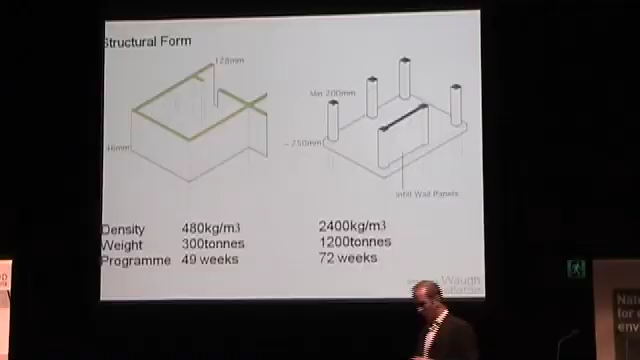 Structural Form
128mm
Min 200mm
250mm
Infill Wall Panels
Density 480kg/m3 2400kg/m3
Weight 300tonnes 1200tonnes
Programme 49 weeks 72 weeks
Waugh